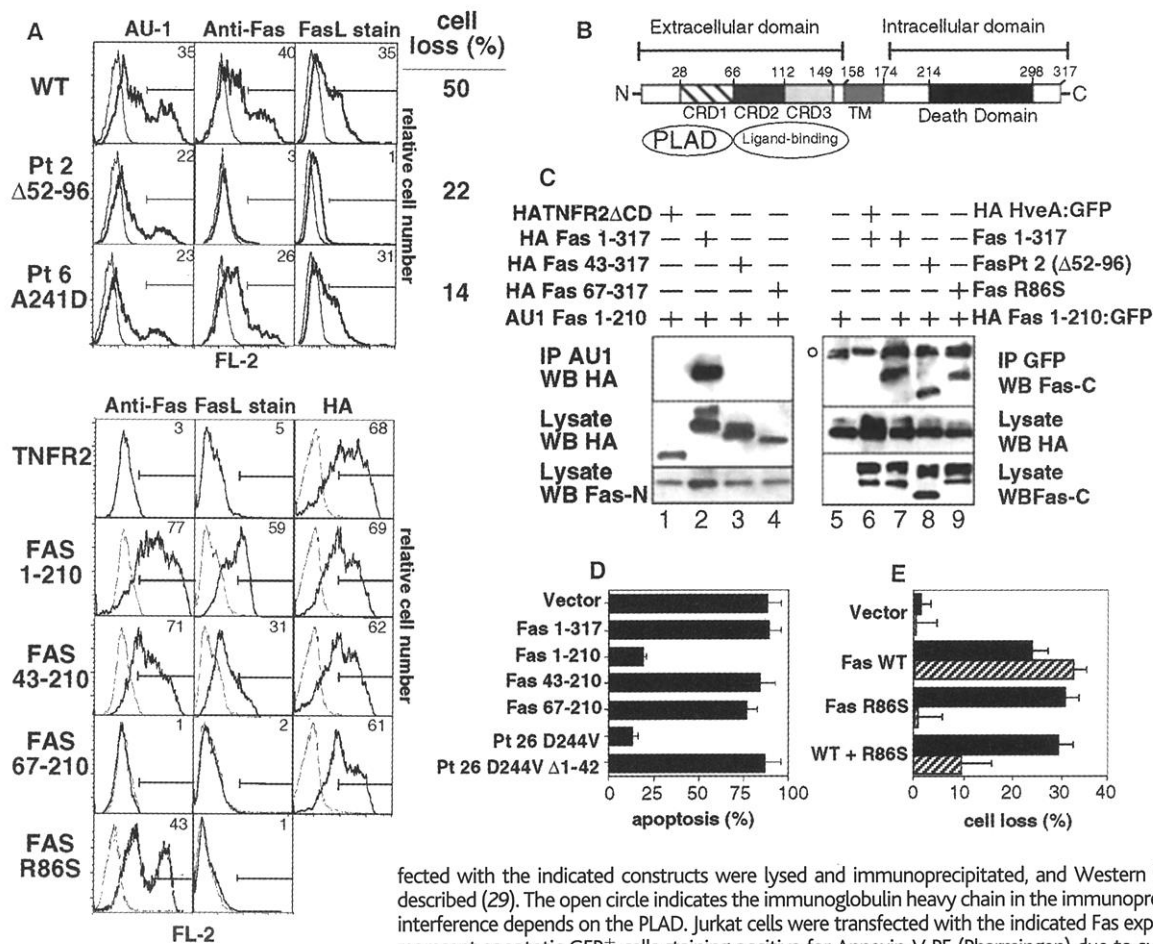 A
AU-1 Anti-Fas FasL stain cell loss (%)
WT 35 40 35 50
Pt 2 Δ52-96 22 3 1 22
Pt 6 A241D 23 26 31 14
relative cell number
FL-2
Anti-Fas FasL stain HA
TNFR2 3 5 68
FAS 1-210 77 59 69
FAS 43-210 71 31 62
FAS 67-210 1 2 61
FAS R86S 43 1
relative cell number
FL-2
B
Extracellular domain Intracellular domain
28 66 112 149 158 174 214 298 317
N C
CRD1 CRD2 CRD3 TM Death Domain
PLAD Ligand-binding
C
HATNFR2ΔCD + — — — — + — — — HA HveA:GFP
HA Fas 1-317 — + — — — + + — — Fas 1-317
HA Fas 43-317 — — + — — — — + — FasPt 2 (Δ52-96)
HA Fas 67-317 — — — + — — — — + Fas R86S
AU1 Fas 1-210 + + + + + — + + + HA Fas 1-210:GFP
IP AU1 WB HA
Lysate WB HA
Lysate WB Fas-N
IP GFP WB Fas-C
Lysate WB HA
Lysate WBFas-C
1 2 3 4 5 6 7 8 9
D
Vector
Fas 1-317
Fas 1-210
Fas 43-210
Fas 67-210
Pt 26 D244V
Pt 26 D244V Δ1-42
0 25 50 75 100
apoptosis (%)
E
Vector
Fas WT
Fas R86S
WT + R86S
0 10 20 30 40
cell loss (%)
fected with the indicated constructs were lysed and immunoprecipitated, and Western
described (29). The open circle indicates the immunoglobulin heavy chain in the immunopre
interference depends on the PLAD. Jurkat cells were transfected with the indicated Fas exp